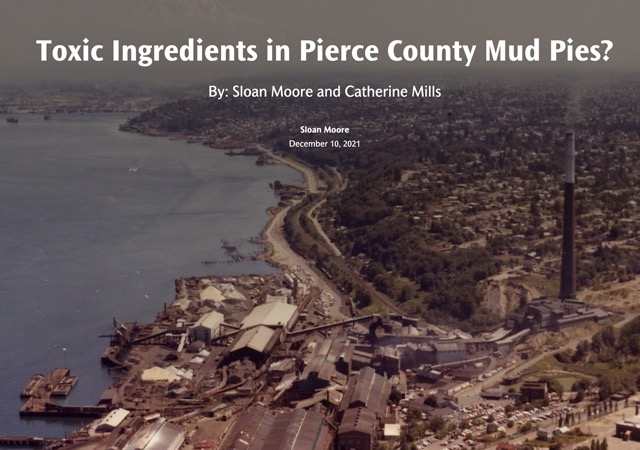 Toxic Ingredients in Pierce County Mud Pies?
By: Sloan Moore and Catherine Mills
Sloan Moore
December 10, 2021